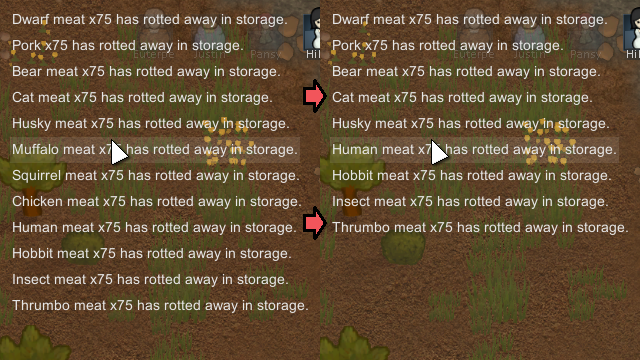 Dwarf meat x75 has rotted away in storage.
Pork x75 has rotted away in storage.
Bear meat x75 has rotted away in storage.
Cat meat x75 has rotted away in storage.
Husky meat x75 has rotted away in storage.
Muffalo meat x75 has rotted away in storage.
Squirrel meat x75 has rotted away in storage.
Chicken meat x75 has rotted away in storage.
Human meat x75 has rotted away in storage.
Hobbit meat x75 has rotted away in storage.
Insect meat x75 has rotted away in storage.
Thrumbo meat x75 has rotted away in storage.
Euterpe Justin Pansy Hi
Dwarf meat x75 has rotted away in storage.
Pork x75 has rotted away in storage.
Bear meat x75 has rotted away in storage.
Cat meat x75 has rotted away in storage.
Husky meat x75 has rotted away in storage.
Human meat x75 has rotted away in storage.
Hobbit meat x75 has rotted away in storage.
Insect meat x75 has rotted away in storage.
Thrumbo meat x75 has rotted away in storage.
Euterpe Justin Pansy Hil